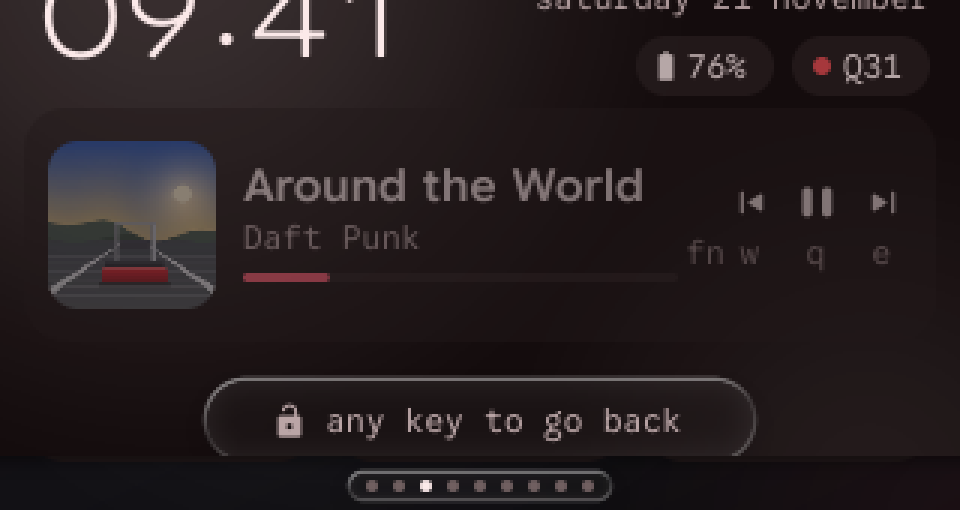 09.41
saturday 21 november
76%
Q31
Around the World
Daft Punk
fn w q e
any key to go back